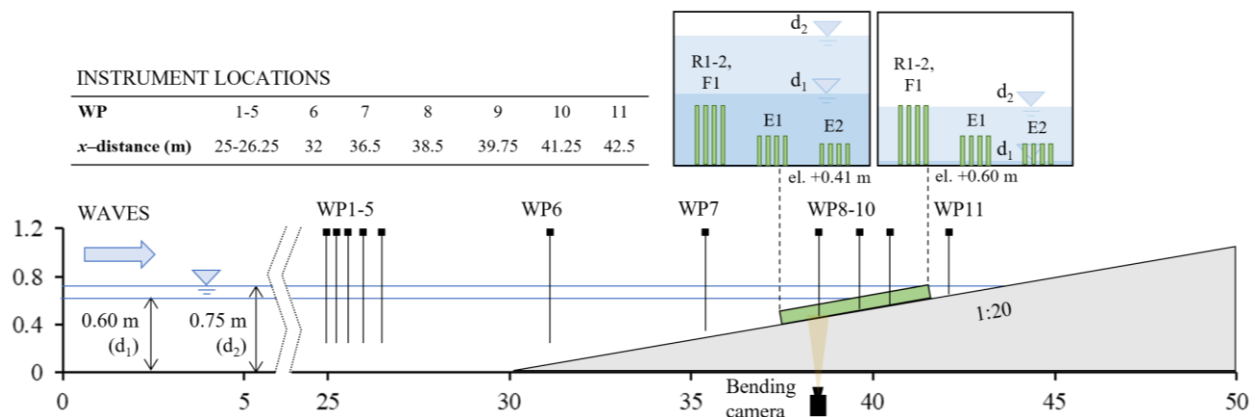 INSTRUMENT LOCATIONS
WP 1-5 6 7 8 9 10 11
x–distance (m) 25-26.25 32 36.5 38.5 39.75 41.25 42.5
d2
R1-2,
F1
d1
E1
E2
el. +0.41 m
R1-2,
F1
d2
E1
E2
d1
el. +0.60 m
WAVES
WP1-5
WP6
WP7
WP8-10
WP11
1.2
0.8
0.4
0
0.60 m
(d1)
0.75 m
(d2)
1:20
Bending
camera
0 5 25 30 35 40 45 50